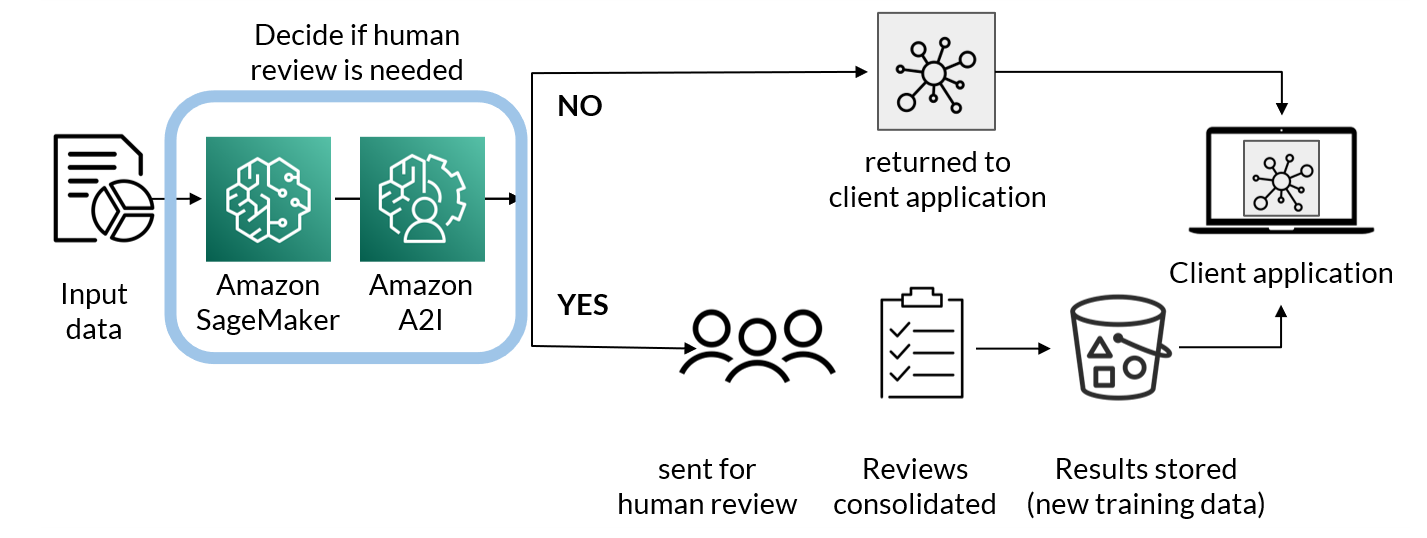 Decide if human
review is needed
Input
data
Amazon
SageMaker
Amazon
A2I
NO
returned to
client application
Client application
YES
sent for
human review
Reviews
consolidated
Results stored
(new training data)